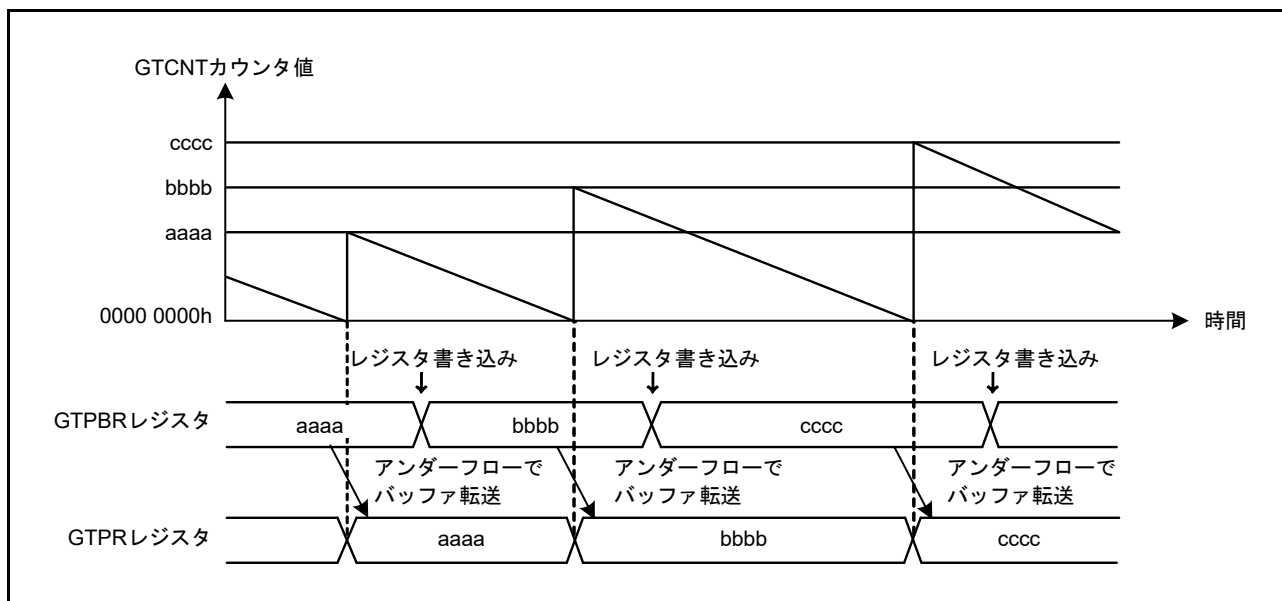 GTCNTカウンタ値
cccc
bbbb
aaaa
0000 0000h
時間
レジスタ書き込み
レジスタ書き込み
レジスタ書き込み
GTPBRレジスタ
aaaa
bbbb
cccc
アンダーフローで
バッファ転送
アンダーフローで
バッファ転送
アンダーフローで
バッファ転送
GTPRレジスタ
aaaa
bbbb
cccc